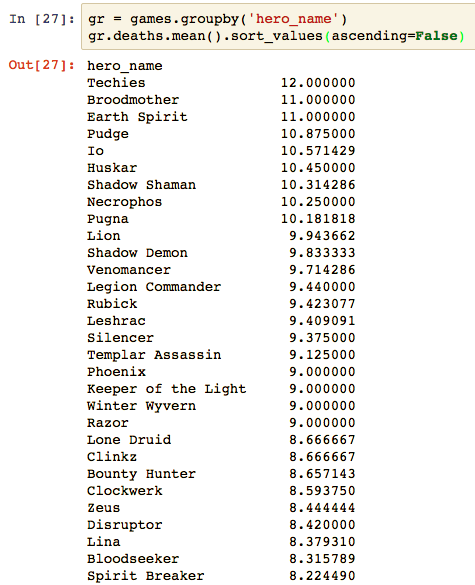 In [27]: gr = games.groupby('hero_name')
gr.deaths.mean().sort_values(ascending=False)
Out[27]: hero_name
Techies 12.000000
Broodmother 11.000000
Earth Spirit 11.000000
Pudge 10.875000
Io 10.571429
Huskar 10.450000
Shadow Shaman 10.314286
Necrophos 10.250000
Pugna 10.181818
Lion 9.943662
Shadow Demon 9.833333
Venomancer 9.714286
Legion Commander 9.440000
Rubick 9.423077
Leshrac 9.409091
Silencer 9.375000
Templar Assassin 9.125000
Phoenix 9.000000
Keeper of the Light 9.000000
Winter Wyvern 9.000000
Razor 9.000000
Lone Druid 8.666667
Clinkz 8.666667
Bounty Hunter 8.657143
Clockwerk 8.593750
Zeus 8.444444
Disruptor 8.420000
Lina 8.379310
Bloodseeker 8.315789
Spirit Breaker 8.224490